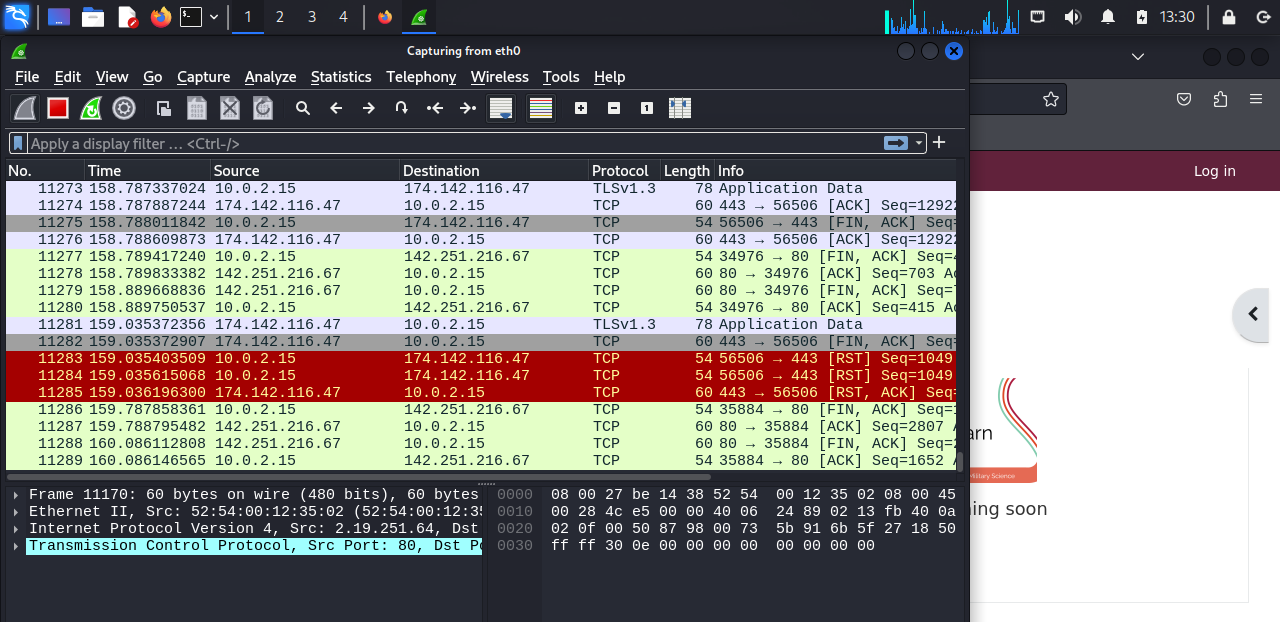 1 2 3 4 13:30
Capturing from eth0
File Edit View Go Capture Analyze Statistics Telephony Wireless Tools Help
Apply a display filter ... <Ctrl-/>
Log in
No. Time Source Destination Protocol Length Info
11273 158.787337024 10.0.2.15 174.142.116.47 TLSv1.3 78 Application Data
11274 158.787887244 174.142.116.47 10.0.2.15 TCP 60 443 → 56506 [ACK] Seq=12922
11275 158.788011842 10.0.2.15 174.142.116.47 TCP 54 56506 → 443 [FIN, ACK] Seq=
11276 158.788609873 174.142.116.47 10.0.2.15 TCP 60 443 → 56506 [ACK] Seq=12922
11277 158.789417240 10.0.2.15 142.251.216.67 TCP 54 34976 → 80 [FIN, ACK] Seq=4
11278 158.789833382 142.251.216.67 10.0.2.15 TCP 60 80 → 34976 [ACK] Seq=703 Ac
11279 158.889668836 142.251.216.67 10.0.2.15 TCP 60 80 → 34976 [FIN, ACK] Seq=7
11280 158.889750537 10.0.2.15 142.251.216.67 TCP 54 34976 → 80 [ACK] Seq=415 Ac
11281 159.035372356 174.142.116.47 10.0.2.15 TLSv1.3 78 Application Data
11282 159.035372907 174.142.116.47 10.0.2.15 TCP 60 443 → 56506 [FIN, ACK] Seq=
11283 159.035403509 10.0.2.15 174.142.116.47 TCP 54 56506 → 443 [RST] Seq=1049
11284 159.035615068 10.0.2.15 174.142.116.47 TCP 54 56506 → 443 [RST] Seq=1049
11285 159.036196300 174.142.116.47 10.0.2.15 TCP 60 443 → 56506 [RST, ACK] Seq=
11286 159.787858361 10.0.2.15 142.251.216.67 TCP 54 35884 → 80 [FIN, ACK] Seq=1
11287 159.788795482 142.251.216.67 10.0.2.15 TCP 60 80 → 35884 [ACK] Seq=2807 A
11288 160.086112808 142.251.216.67 10.0.2.15 TCP 60 80 → 35884 [FIN, ACK] Seq=2
11289 160.086146565 10.0.2.15 142.251.216.67 TCP 54 35884 → 80 [ACK] Seq=1652 A
arn
Military Science
ing soon
Frame 11170: 60 bytes on wire (480 bits), 60 bytes
Ethernet II, Src: 52:54:00:12:35:02 (52:54:00:12:35
Internet Protocol Version 4, Src: 2.19.251.64, Dst
Transmission Control Protocol, Src Port: 80, Dst Po
0000 08 00 27 be 14 38 52 54 00 12 35 02 08 00 45
0010 00 28 4c e5 00 00 40 06 24 89 02 13 fb 40 0a
0020 02 0f 00 50 87 98 00 73 5b 91 6b 5f 27 18 50
0030 ff ff 30 0e 00 00 00 00 00 00 00 00